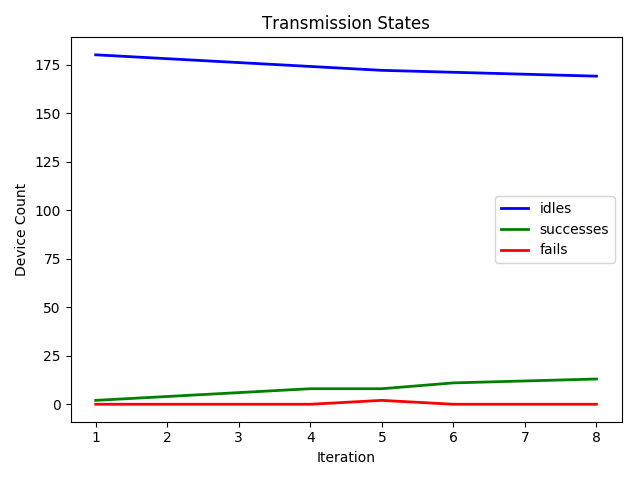 Transmission States
Device Count
175
150
125
100
75
50
25
0
idles
successes
fails
1 2 3 4 5 6 7 8
Iteration